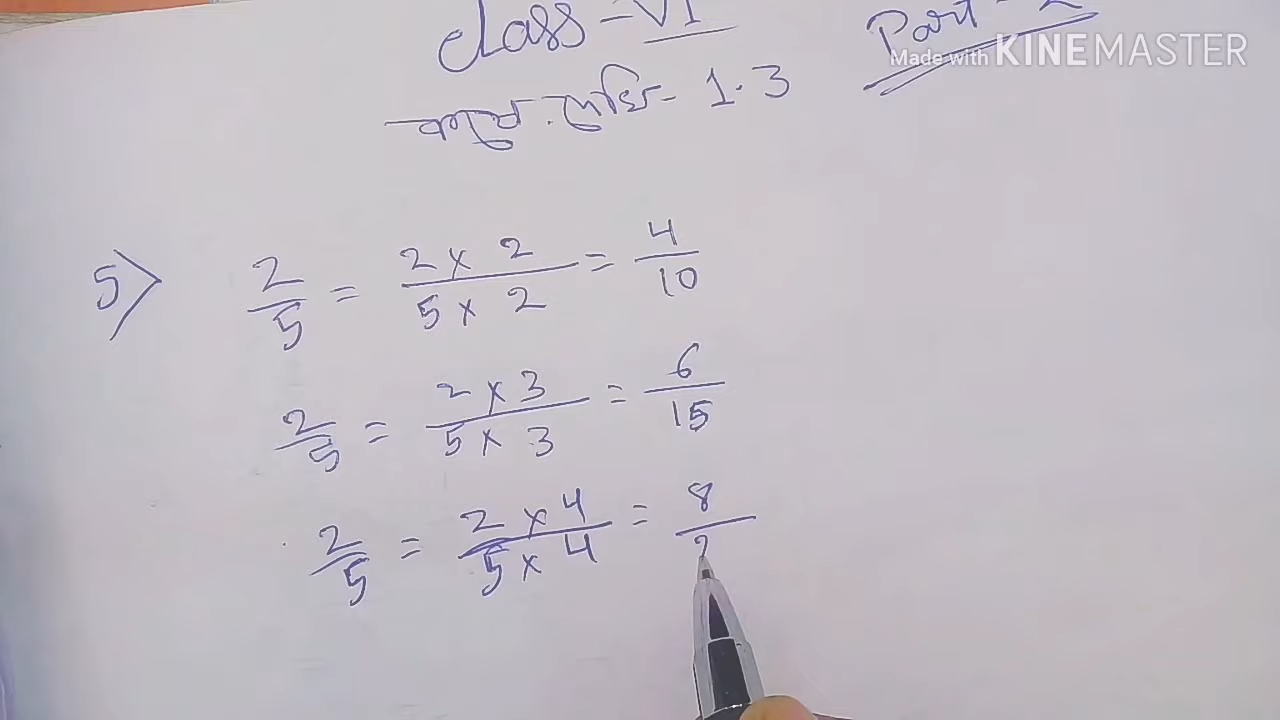 Class - VI
Part - 2
Made with KINEMASTER
কষে দেখি - 1.3
5> 2/5 = 2 x 2 / 5 x 2 = 4/10
2/5 = 2 x 3 / 5 x 3 = 6/15
2/5 = 2 x 4 / 5 x 4 = 8/2